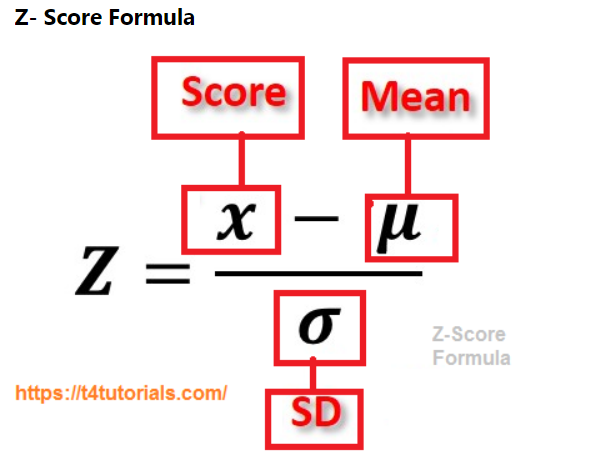 Z- Score Formula
Score
Mean
Z = x − μ
σ
Z-Score
Formula
https://t4tutorials.com/
SD